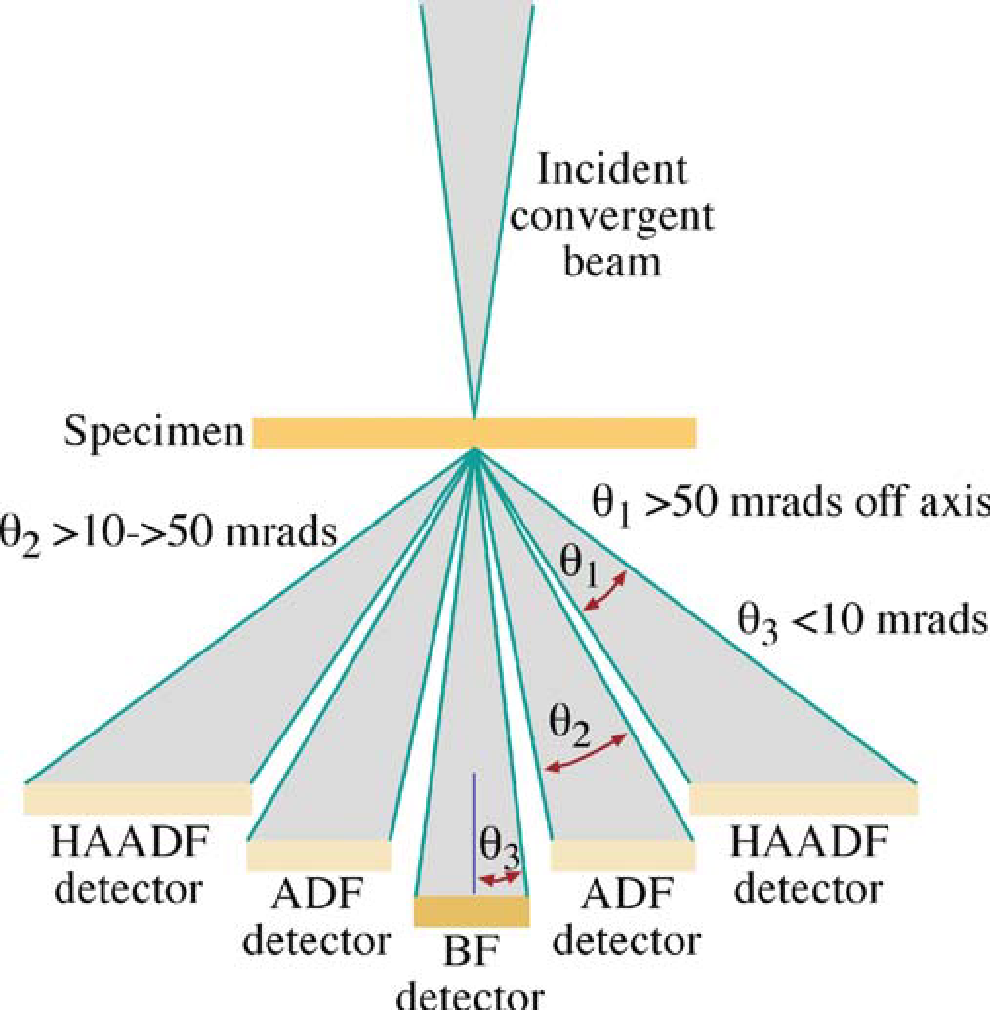 Incident
convergent
beam
Specimen
θ1 >50 mrads off axis
θ2 >10->50 mrads
θ1
θ3 <10 mrads
θ2
θ3
HAADF
detector
ADF
detector
BF
detector
ADF
detector
HAADF
detector